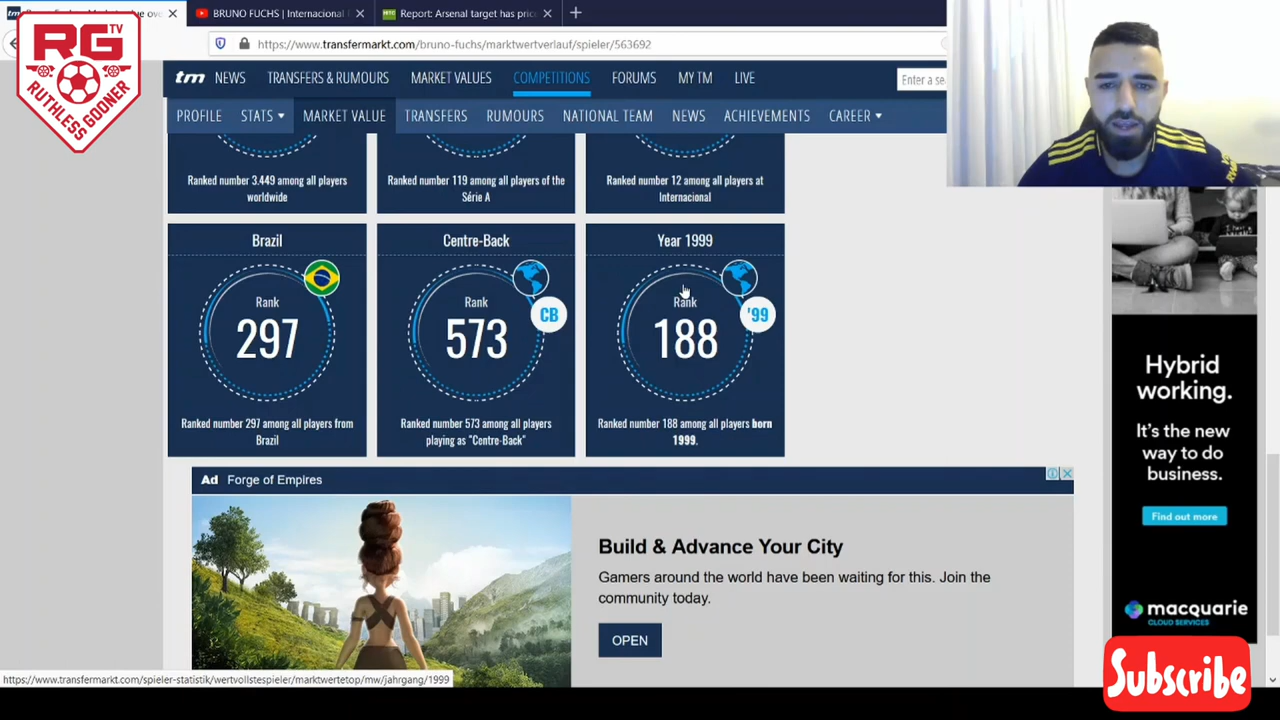 BRUNO FUCHS | Internacional
Report: Arsenal target has pric
RG TV
RUTHLESS GOONER
https://www.transfermarkt.com/bruno-fuchs/marktwertverlauf/spieler/563692
tm NEWS TRANSFERS & RUMOURS MARKET VALUES COMPETITIONS FORUMS MY TM LIVE
Enter a se
PROFILE STATS MARKET VALUE TRANSFERS RUMOURS NATIONAL TEAM NEWS ACHIEVEMENTS CAREER
Ranked number 3.449 among all players
worldwide
Ranked number 119 among all players of the
Série A
Ranked number 12 among all players at
Internacional
Brazil
Rank
297
Ranked number 297 among all players from
Brazil
Centre-Back
CB
Rank
573
Ranked number 573 among all players
playing as "Centre-Back"
Year 1999
'99
Rank
188
Ranked number 188 among all players born
1999.
Ad Forge of Empires
Build & Advance Your City
Gamers around the world have been waiting for this. Join the
community today.
OPEN
Hybrid
working.
It's the new
way to do
business.
Find out more
macquarie
CLOUD SERVICES
https://www.transfermarkt.com/spieler-statistik/wertvollstespieler/marktwertetop/mw/jahrgang/1999
Subscribe